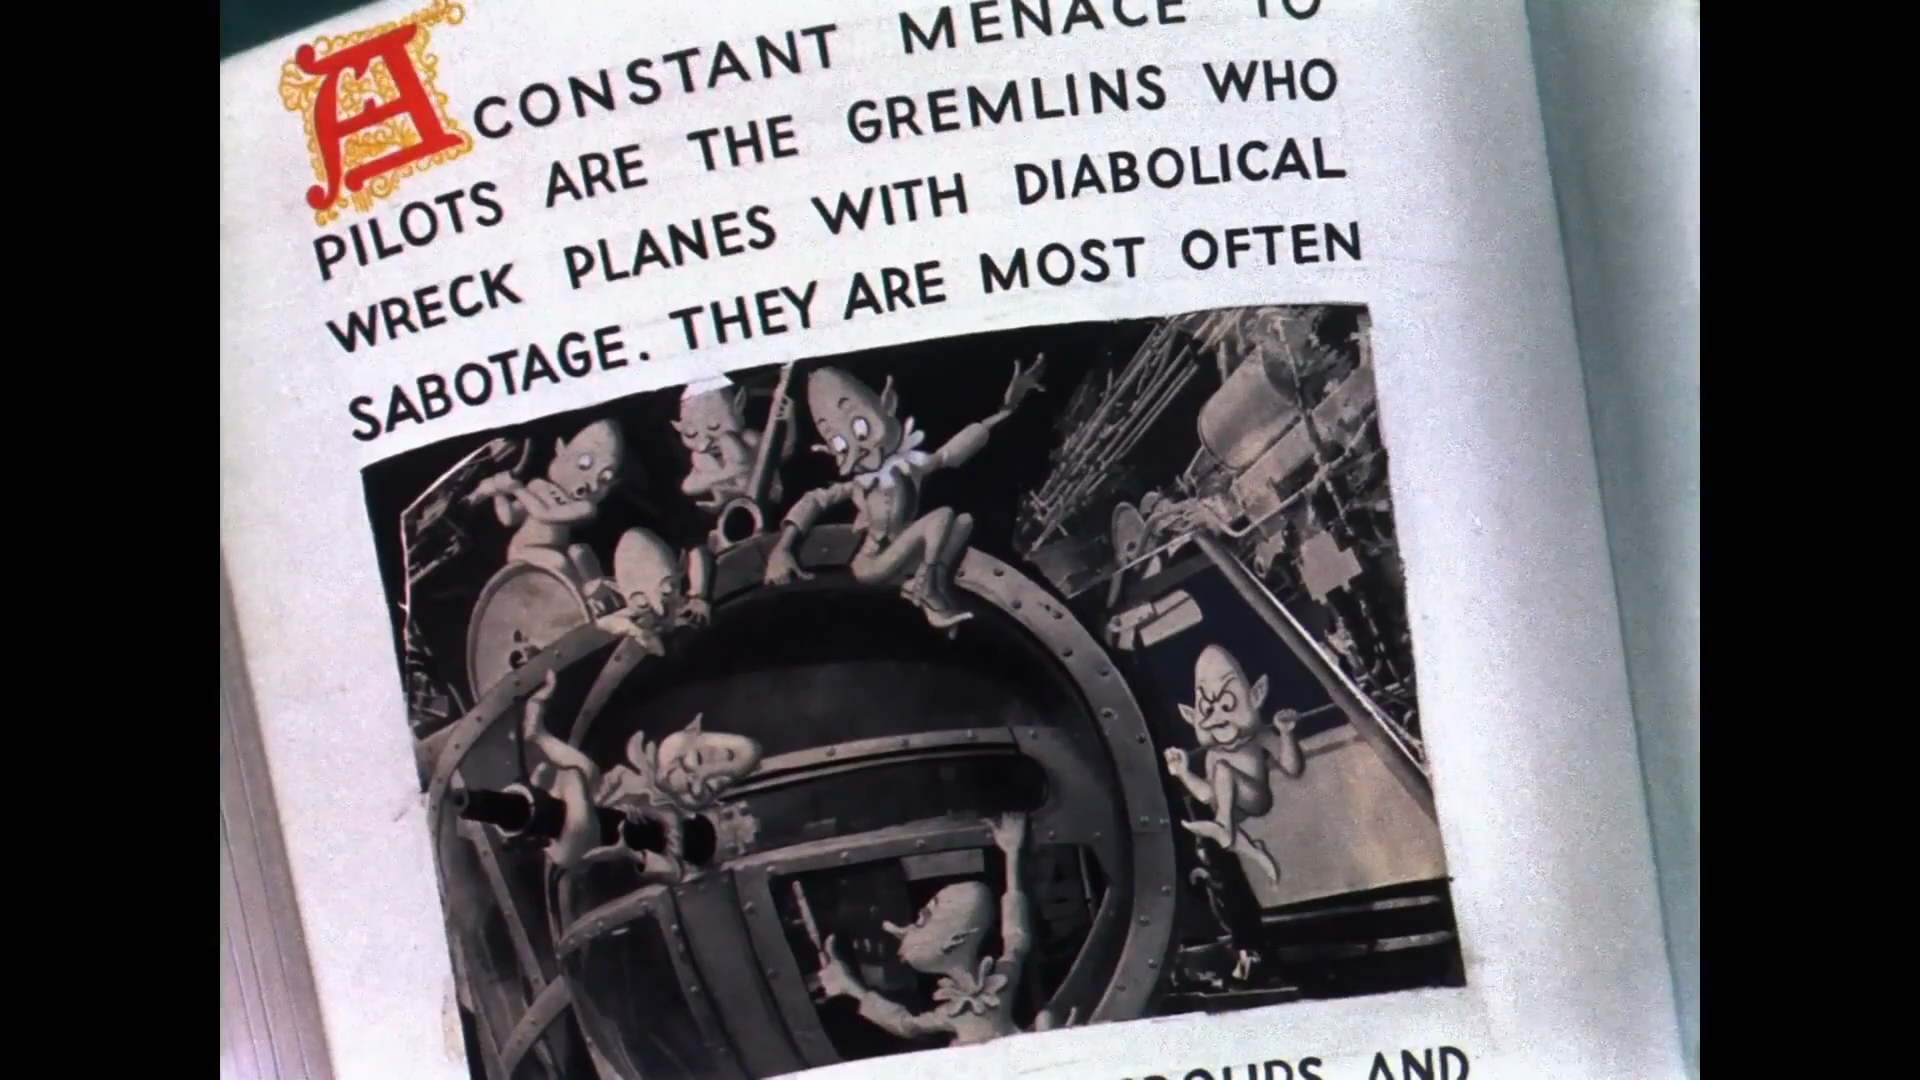 A CONSTANT MENACE TO
PILOTS ARE THE GREMLINS WHO
WRECK PLANES WITH DIABOLICAL
SABOTAGE. THEY ARE MOST OFTEN
AND